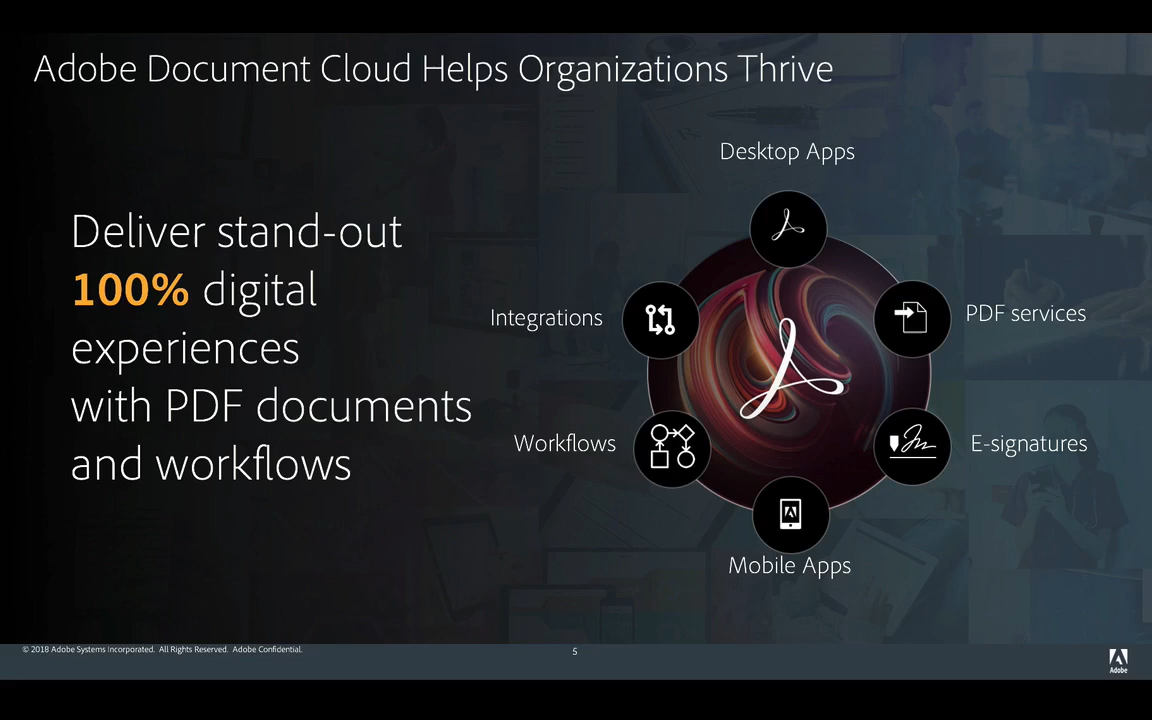 Adobe Document Cloud Helps Organizations Thrive
Deliver stand-out
100% digital
experiences
with PDF documents
and workflows
Desktop Apps
Integrations
PDF services
Workflows
E-signatures
Mobile Apps
© 2018 Adobe Systems Incorporated. All Rights Reserved. Adobe Confidential.
5
Adobe